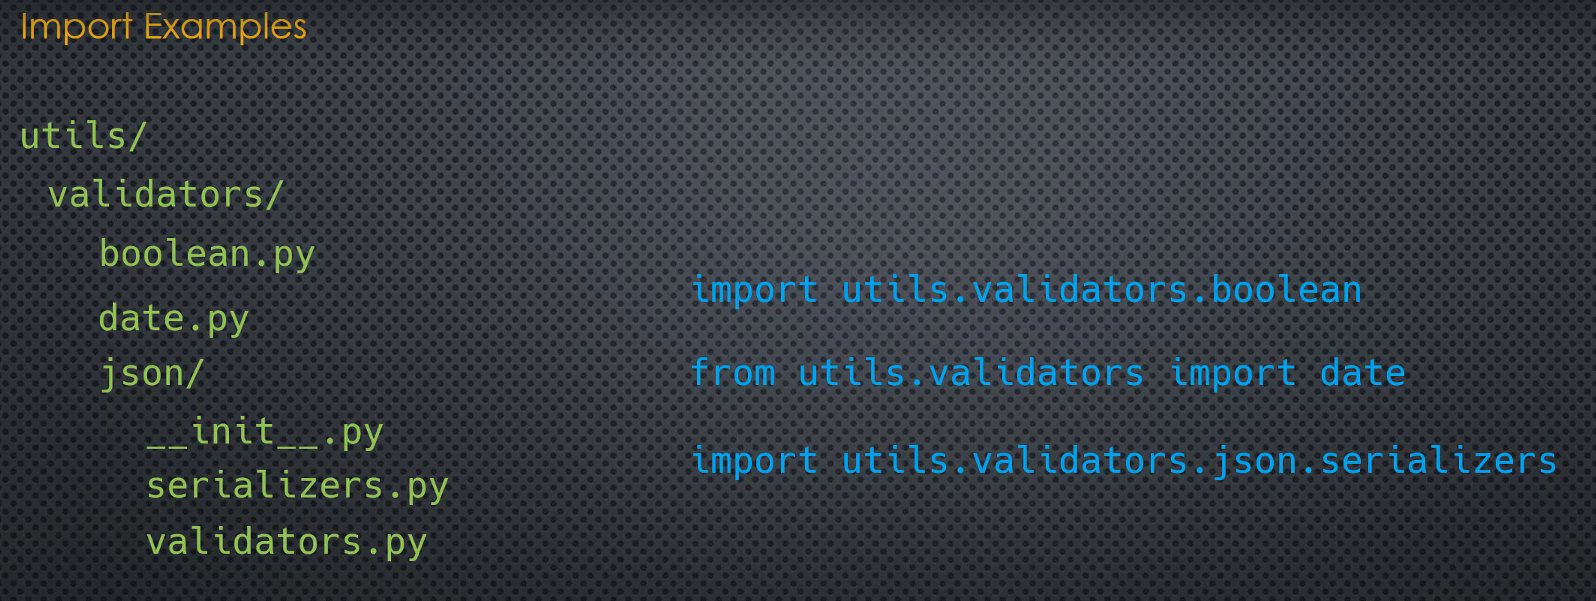 Import Examples
utils/
validators/
boolean.py
date.py
json/
__init__.py
serializers.py
validators.py
import utils.validators.boolean
from utils.validators import date
import utils.validators.json.serializers